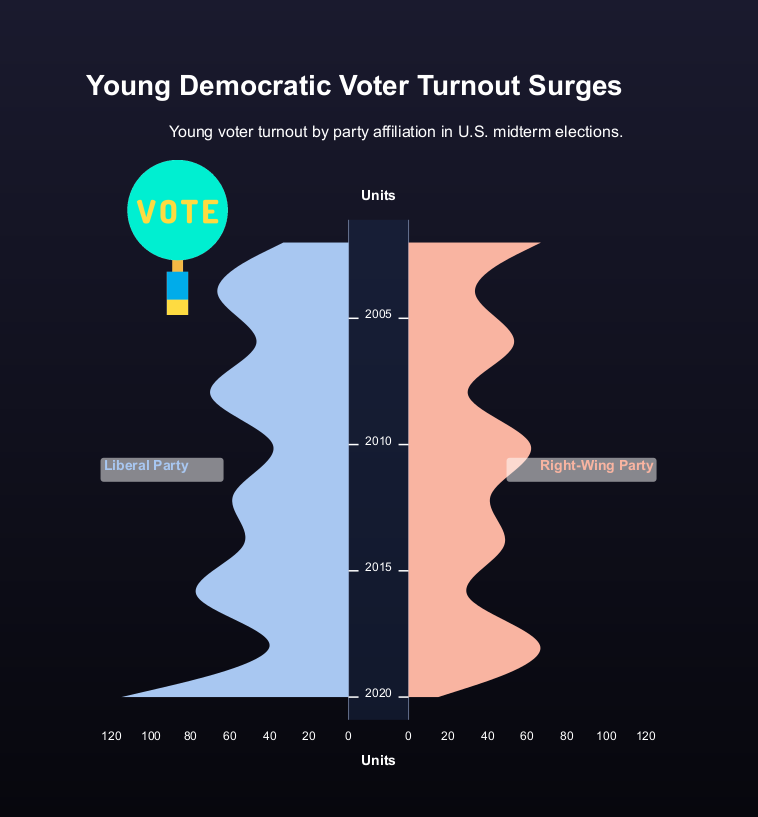 Young Democratic Voter Turnout Surges
Young voter turnout by party affiliation in U.S. midterm elections.
VOTE
Units
2005
2010
Liberal Party
Right-Wing Party
2015
2020
120 100 80 60 40 20 0 0 20 40 60 80 100 120
Units